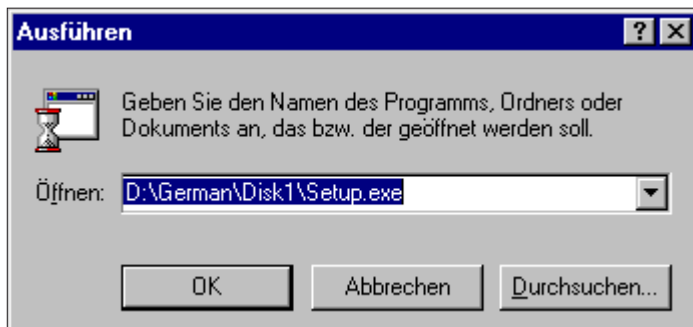 Ausführen
Geben Sie den Namen des Programms, Ordners oder
Dokuments an, das bzw. der geöffnet werden soll.
Öffnen: D:\German\Disk1\Setup.exe
OK Abbrechen Durchsuchen...